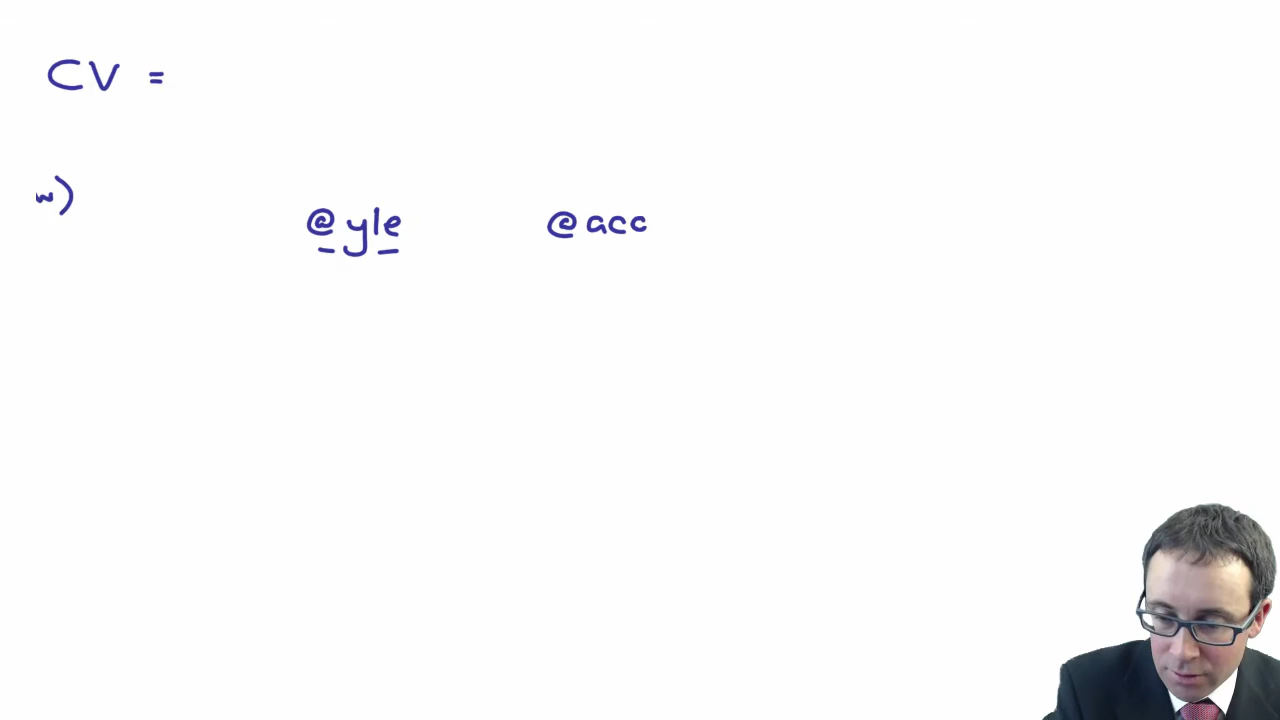 CV =
w)
@ yle @ acc